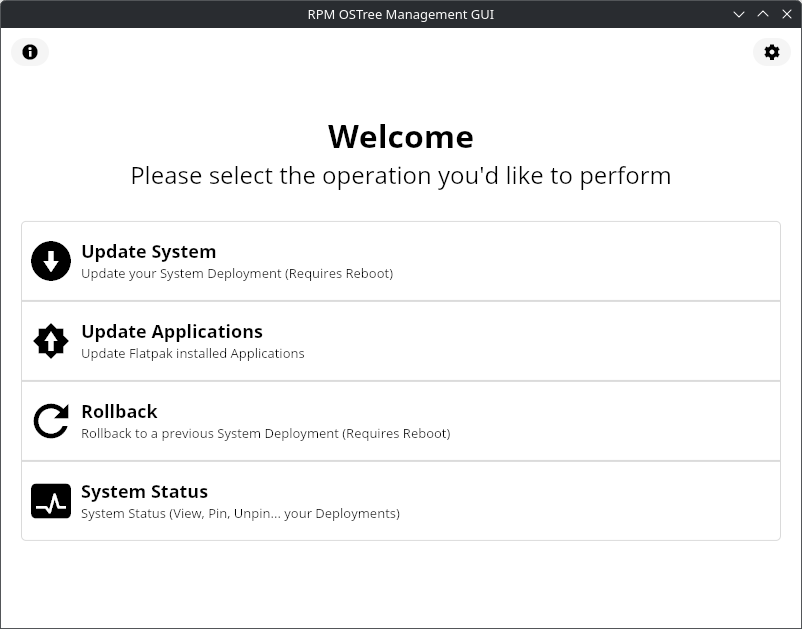 RPM OSTree Management GUI
Welcome
Please select the operation you'd like to perform
Update System
Update your System Deployment (Requires Reboot)
Update Applications
Update Flatpak installed Applications
Rollback
Rollback to a previous System Deployment (Requires Reboot)
System Status
System Status (View, Pin, Unpin... your Deployments)